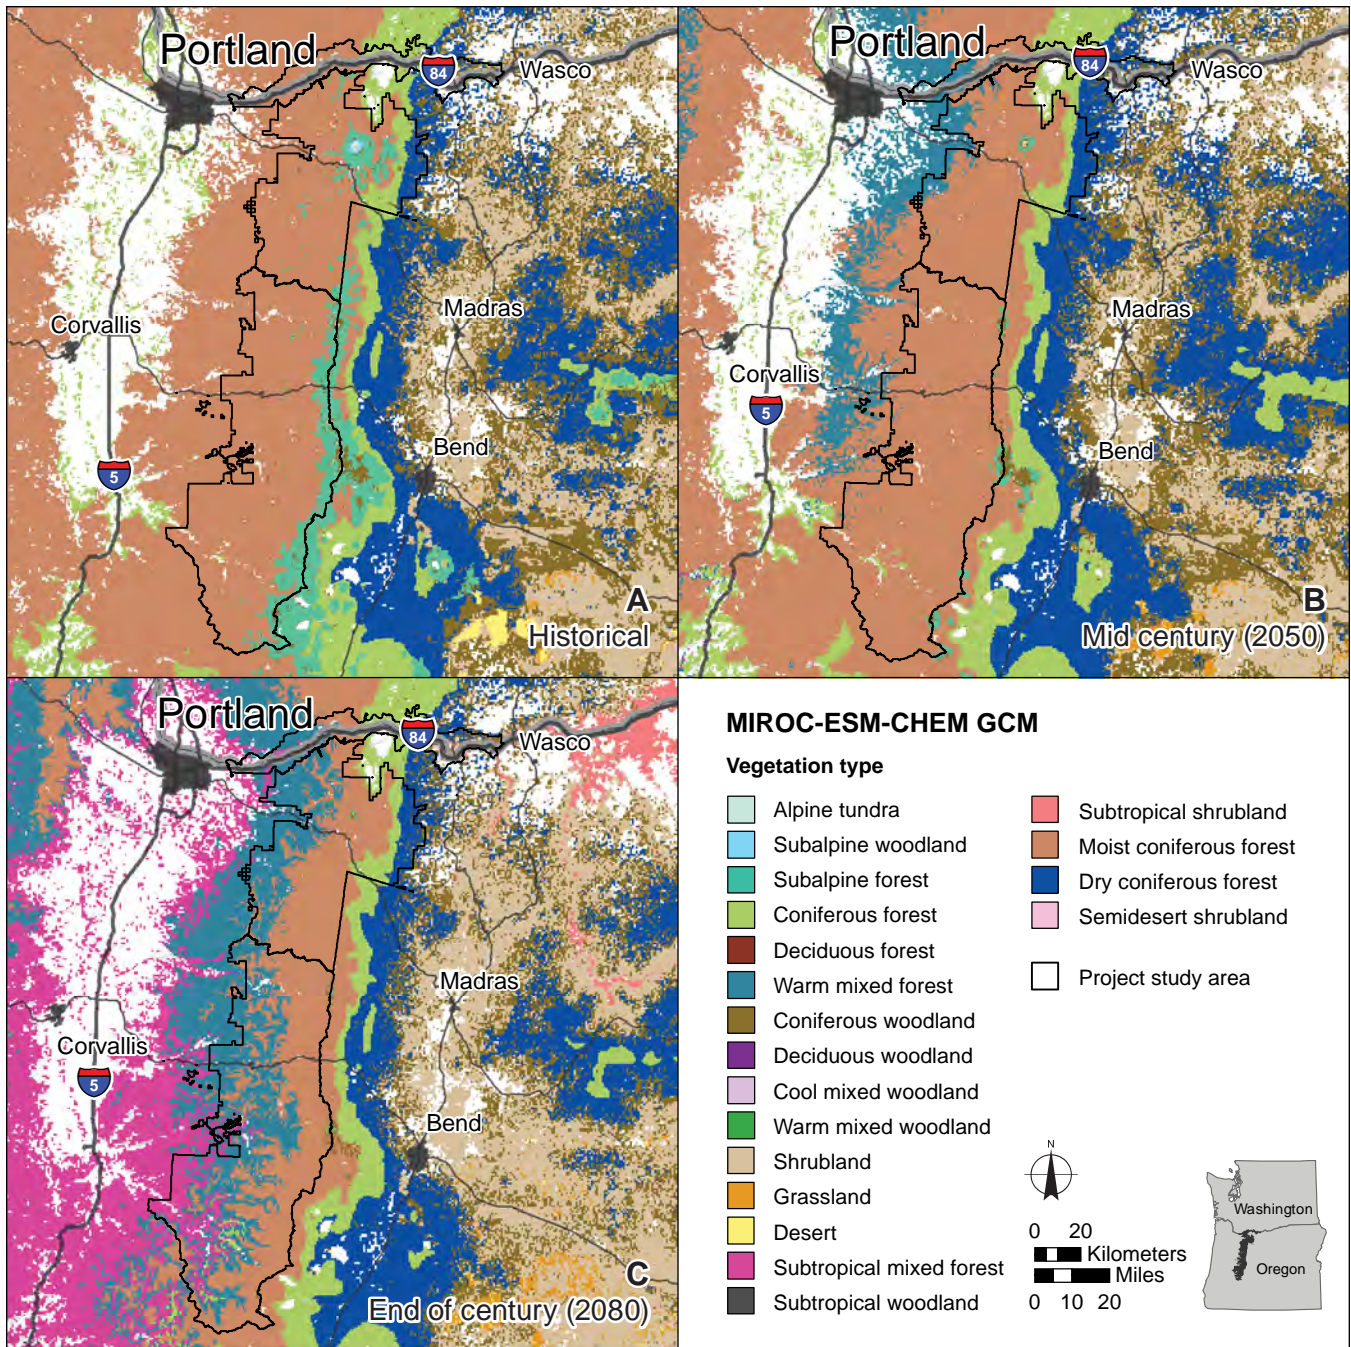 Portland
84
Wasco
Madras
Corvallis
Bend
5
A
Historical
Portland
84
Wasco
Madras
Corvallis
5
Bend
B
Mid century (2050)
Portland
84
Wasco
Madras
Corvallis
5
Bend
C
End of century (2080)
MIROC-ESM-CHEM GCM
Vegetation type
Alpine tundra
Subalpine woodland
Subalpine forest
Coniferous forest
Deciduous forest
Warm mixed forest
Coniferous woodland
Deciduous woodland
Cool mixed woodland
Warm mixed woodland
Shrubland
Grassland
Desert
Subtropical mixed forest
Subtropical woodland
Subtropical shrubland
Moist coniferous forest
Dry coniferous forest
Semidesert shrubland
Project study area
N
0 20
Kilometers
Miles
0 10 20
Washington
Oregon